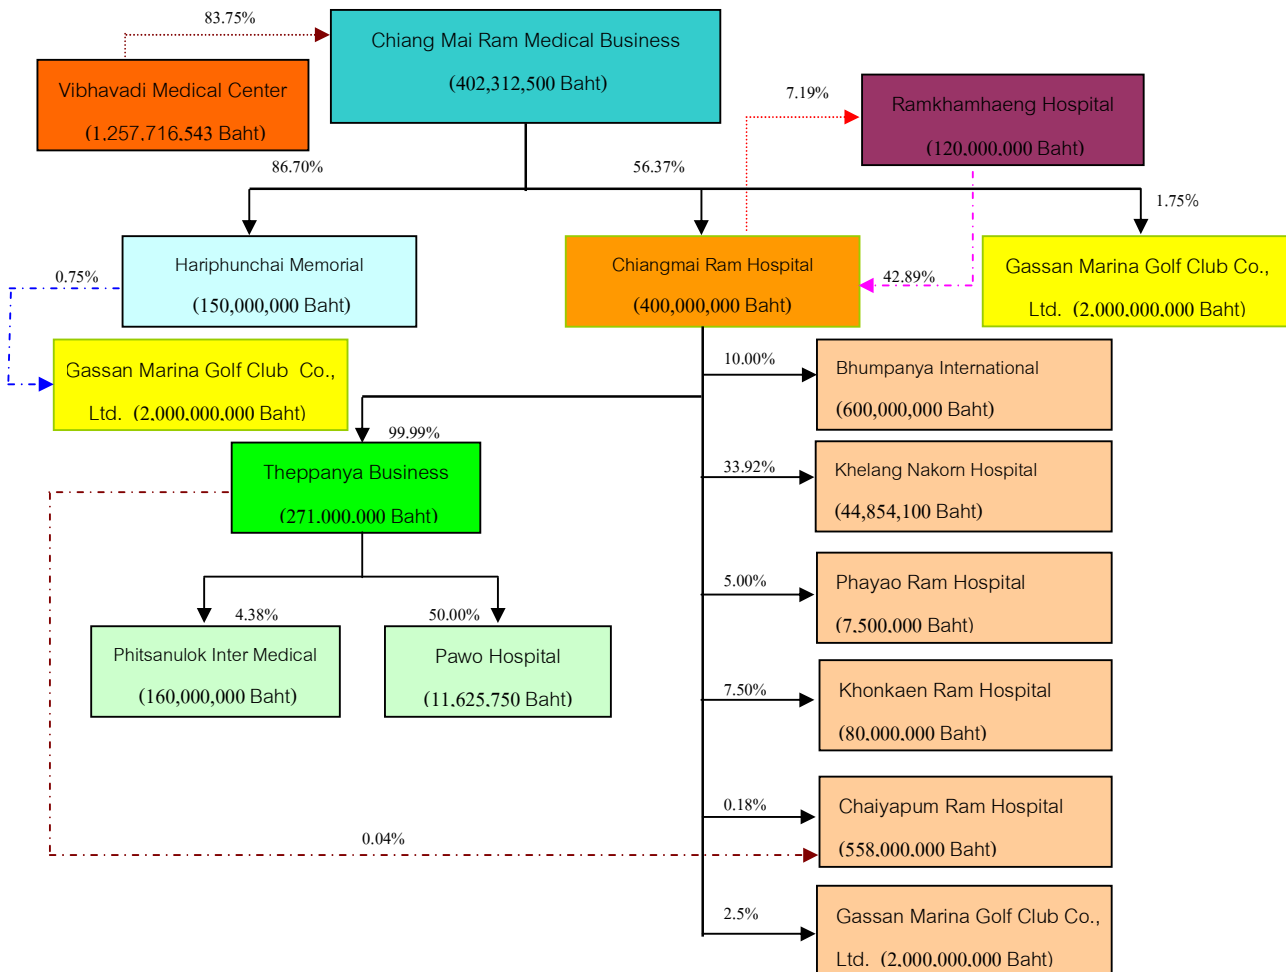 83.75%
Chiang Mai Ram Medical Business
(402,312,500 Baht)
Vibhavadi Medical Center
(1,257,716,543 Baht)
7.19%
Ramkhamhaeng Hospital
(120,000,000 Baht)
86.70%
56.37%
1.75%
0.75%
Hariphunchai Memorial
(150,000,000 Baht)
Chiangmai Ram Hospital
(400,000,000 Baht)
42.89%
Gassan Marina Golf Club Co.,
Ltd. (2,000,000,000 Baht)
Gassan Marina Golf Club Co.,
Ltd. (2,000,000,000 Baht)
10.00%
Bhumpanya International
(600,000,000 Baht)
99.99%
Theppanya Business
(271,000,000 Baht)
33.92%
Khelang Nakorn Hospital
(44,854,100 Baht)
5.00%
Phayao Ram Hospital
(7,500,000 Baht)
4.38%
50.00%
Phitsanulok Inter Medical
(160,000,000 Baht)
Pawo Hospital
(11,625,750 Baht)
7.50%
Khonkaen Ram Hospital
(80,000,000 Baht)
0.18%
Chaiyapum Ram Hospital
(558,000,000 Baht)
0.04%
2.5%
Gassan Marina Golf Club Co.,
Ltd. (2,000,000,000 Baht)